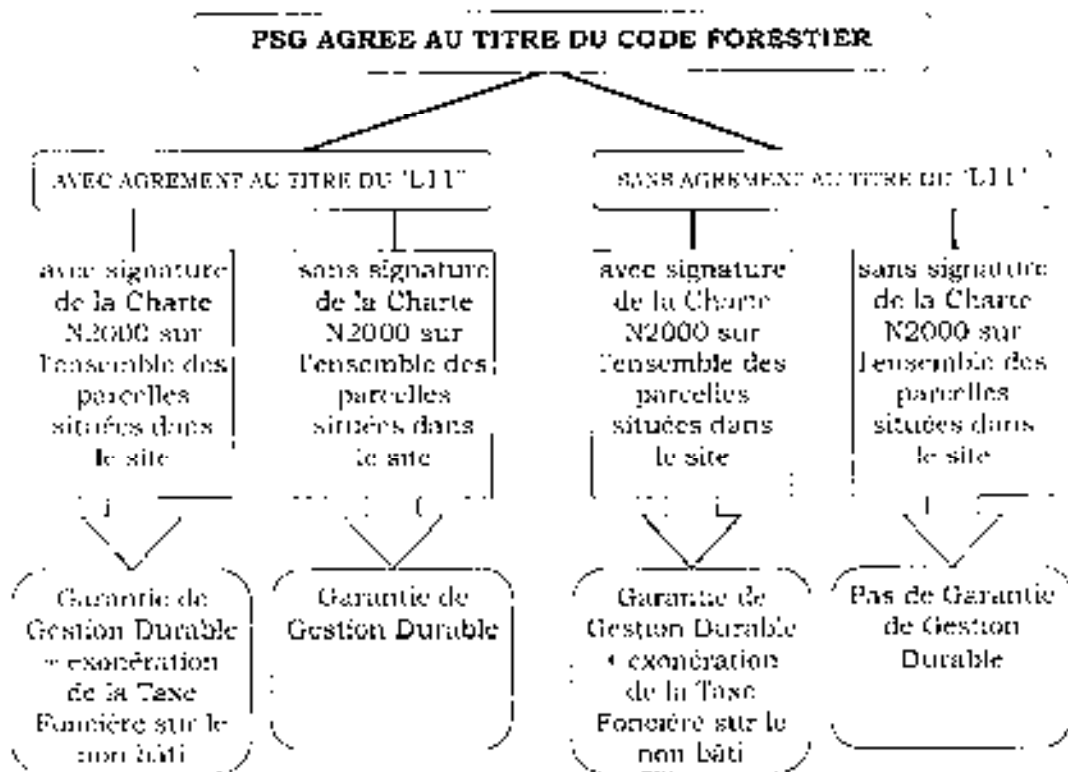 PSG AGREE AU TITRE DU CODE FORESTIER
AVEC AGREMENT AU TITRE DU "L11"
SANS AGREMENT AU TITRE DU "L11"
avec signature
de la Charte
N2000 sur
l'ensemble des
parcelles
situées dans
le site
sans signature
de la Charte
N2000 sur
l'ensemble des
parcelles
situées dans
le site
avec signature
de la Charte
N2000 sur
l'ensemble des
parcelles
situées dans
le site
sans signature
de la Charte
N2000 sur
l'ensemble des
parcelles
situées dans
le site
Garantie de
Gestion Durable
+ exonération
de la Taxe
Foncière sur le
non bâti
Garantie de
Gestion Durable
Garantie de
Gestion Durable
+ exonération
de la Taxe
Foncière sur le
non bâti
Pas de Garantie
de Gestion
Durable